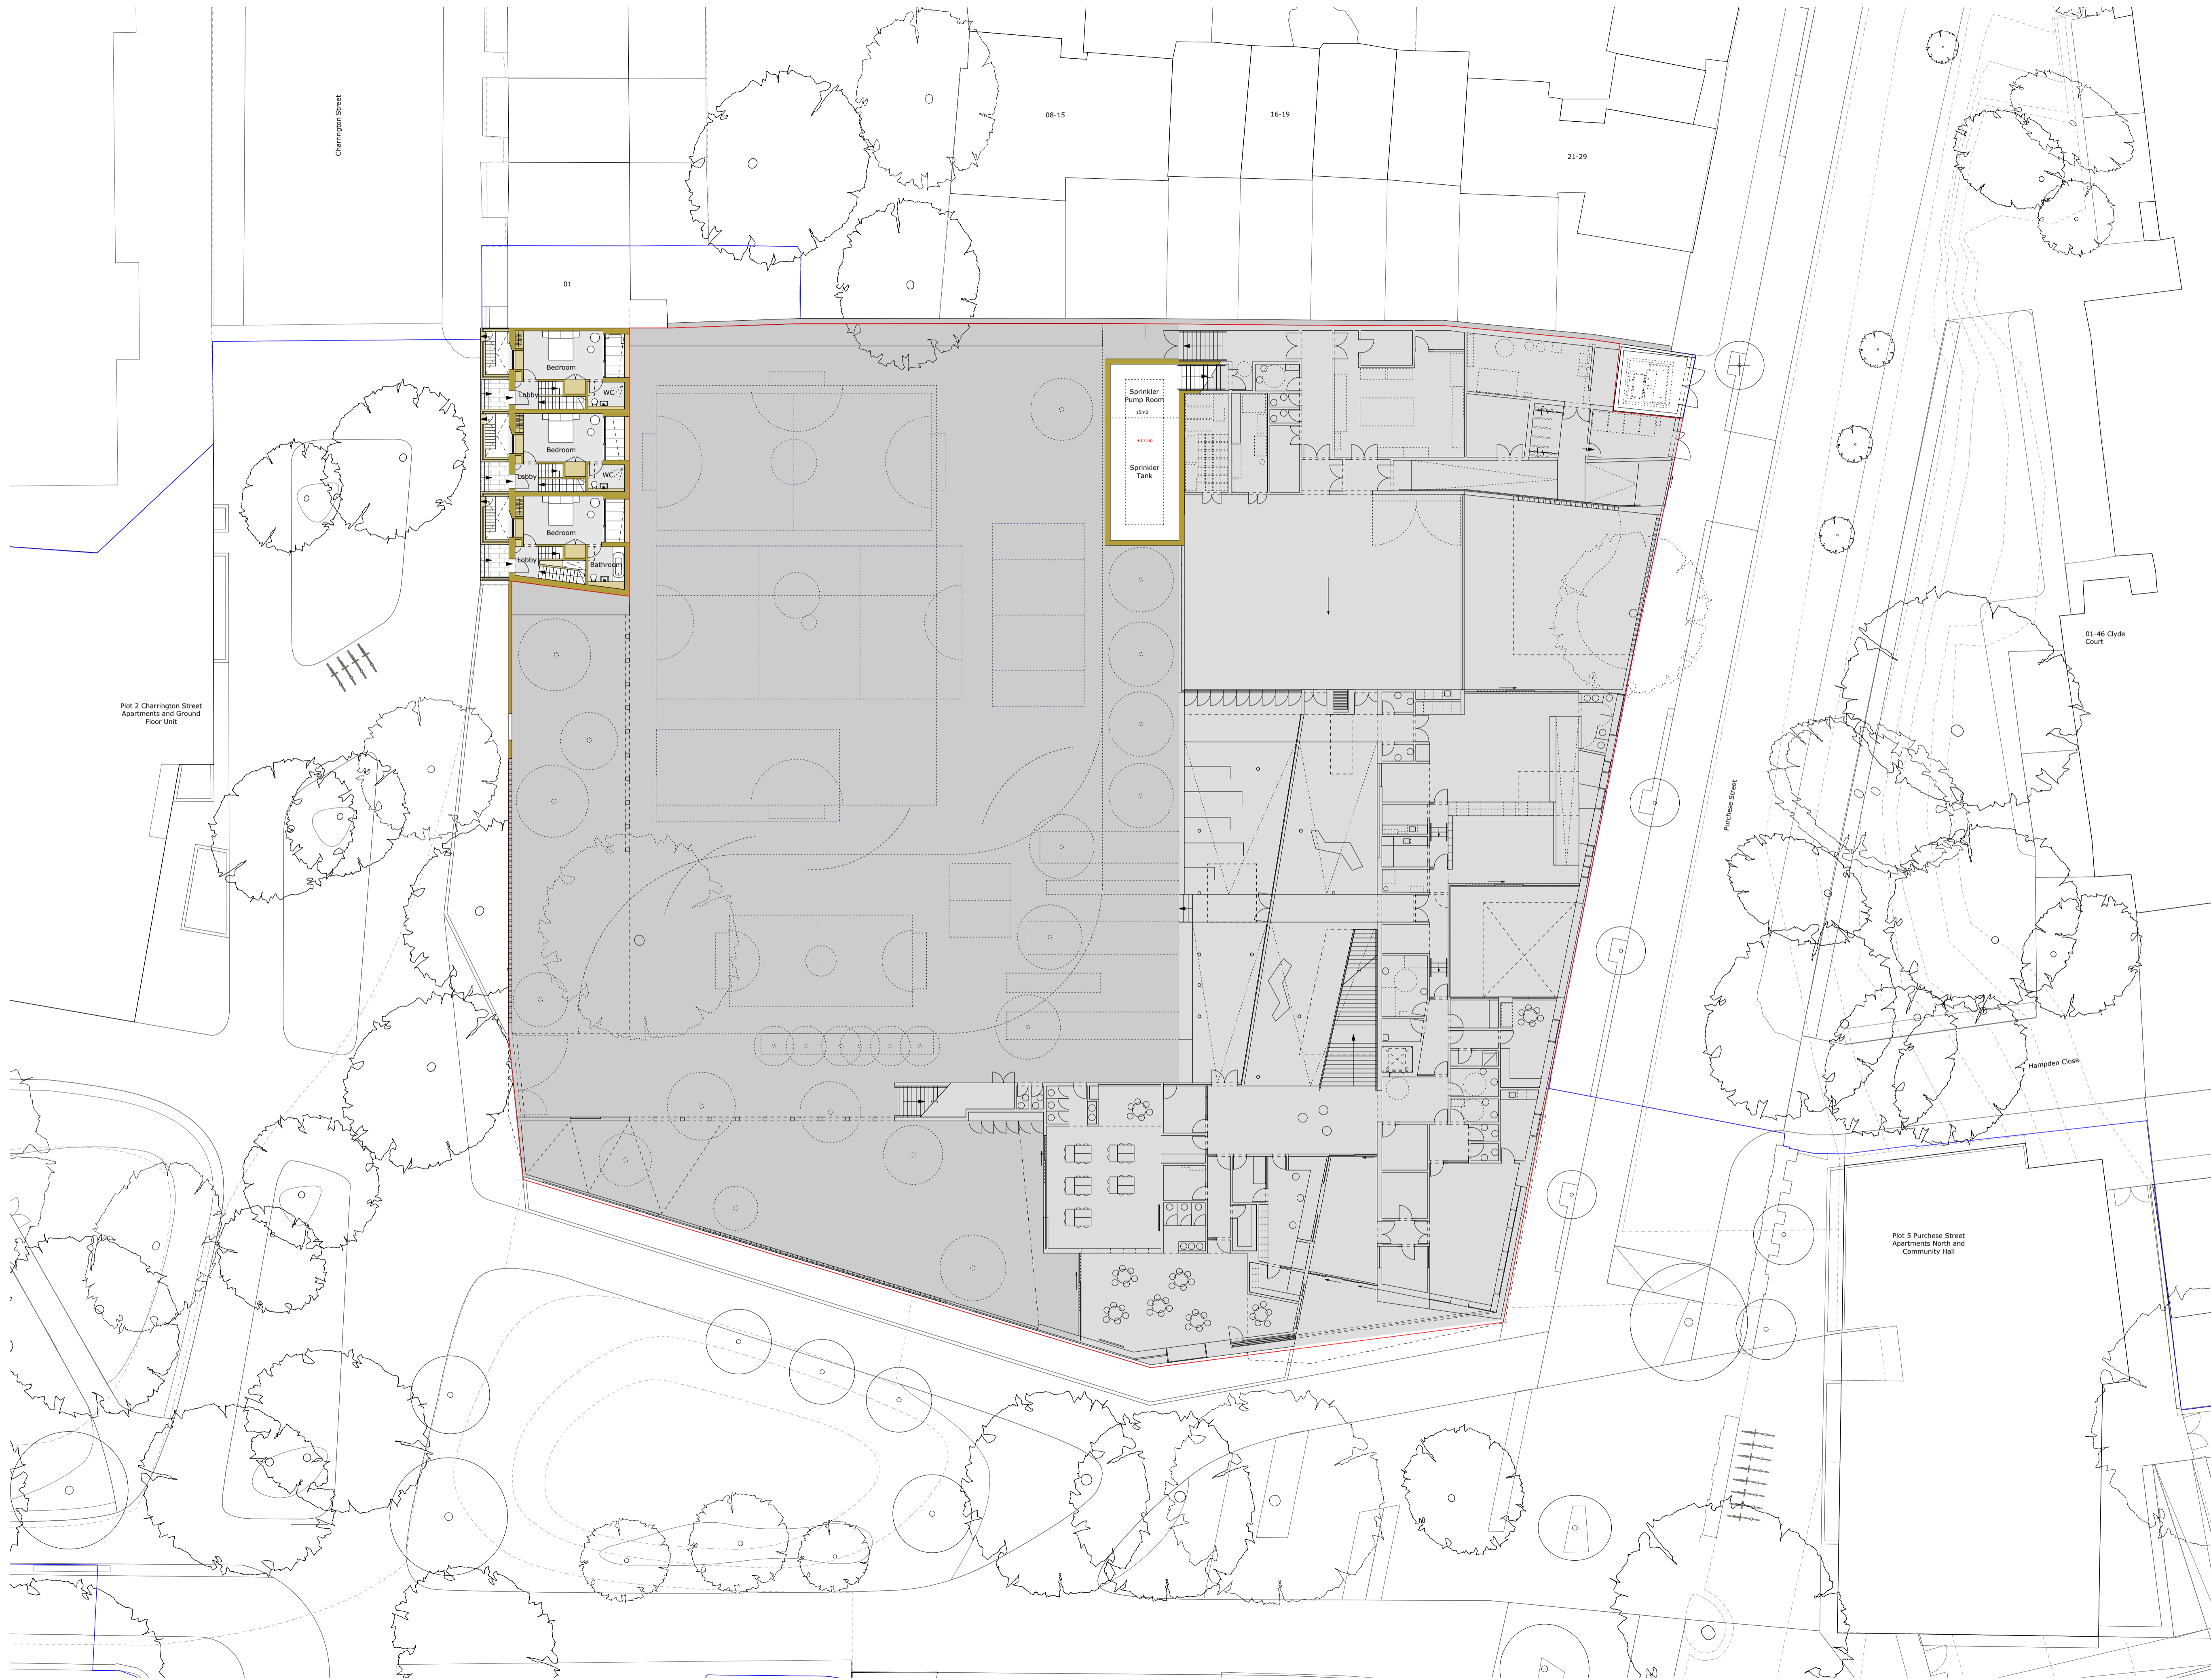 Charrington Street
08-15
16-19
21-29
01
Bedroom
Lobby
WC
Bedroom
Lobby
WC
Bedroom
Lobby
Bathroom
Sprinkler
Pump Room
15m2
+17.50
Sprinkler
Tank
01-46 Clyde
Court
Plot 2 Charrington Street
Apartments and Ground
Floor Unit
Purchese Street
Hampden Close
Plot 5 Purchese Street
Apartments North and
Community Hall